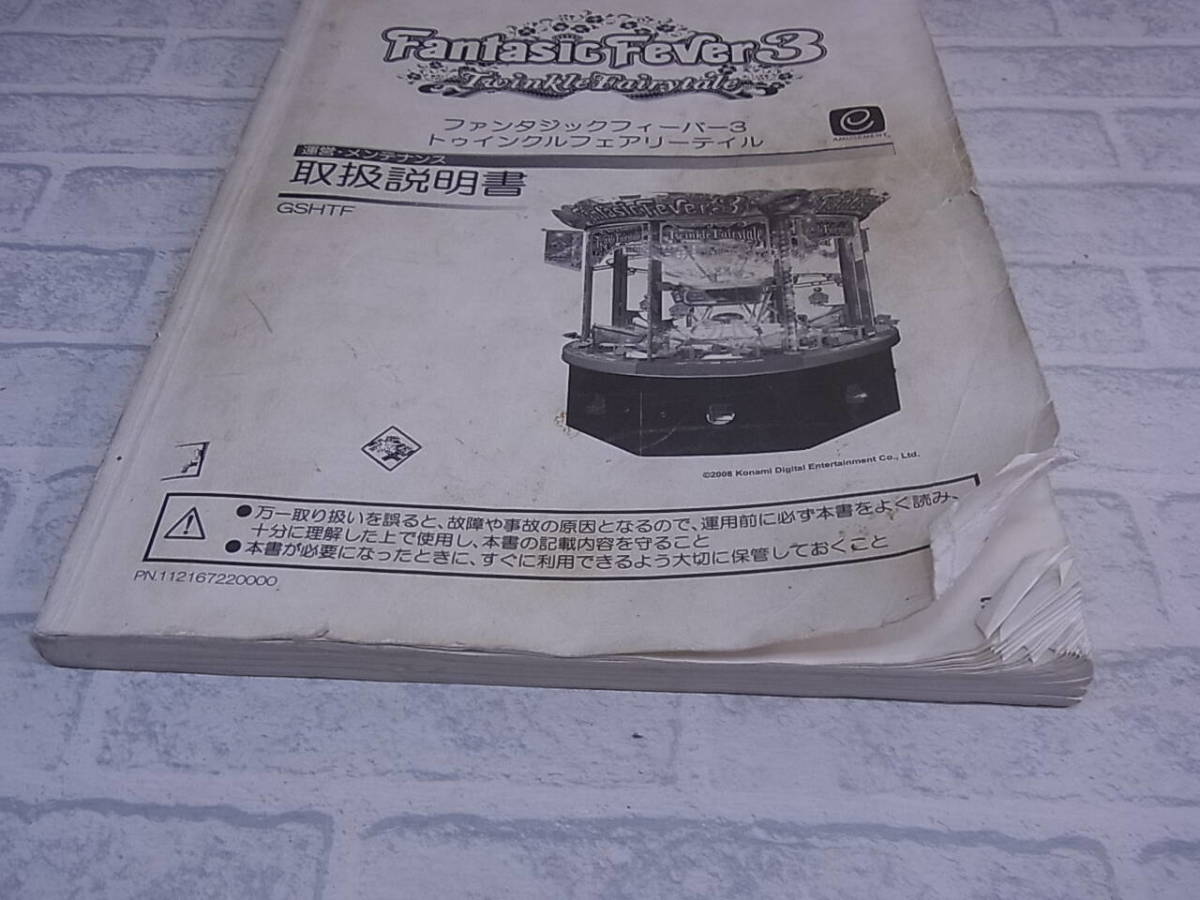 Fantasic Fever 3
Twinkle Fairytale
ファンタジックフィーバー3
トゥインクルフェアリーテイル
AMUSEMENT
運営・メンテナンス
取扱説明書
GSHTF
Fantasic Fever 3
Twinkle Fairytale
©2008 Konami Digital Entertainment Co., Ltd.
●万一取り扱いを誤ると、故障や事故の原因となるので、運用前に必ず本書をよく読み、
十分に理解した上で使用し、本書の記載内容を守ること
●本書が必要になったときに、すぐに利用できるよう大切に保管しておくこと
PN.112167220000